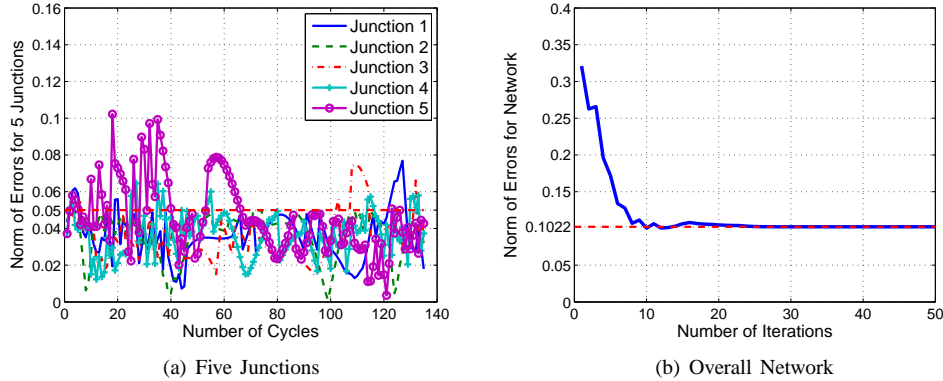 0.16
0.14
0.12
0.1
0.08
0.06
0.05
0.04
0.02
0
0 20 40 60 80 100 120 140
Norm of Errors for 5 Junctions
Number of Cycles
Junction 1
Junction 2
Junction 3
Junction 4
Junction 5
(a) Five Junctions
0.4
0.3
0.2
0.15
0.1022
0.05
0
0 10 20 30 40 50
Norm of Errors for Network
Number of Iterations
(b) Overall Network